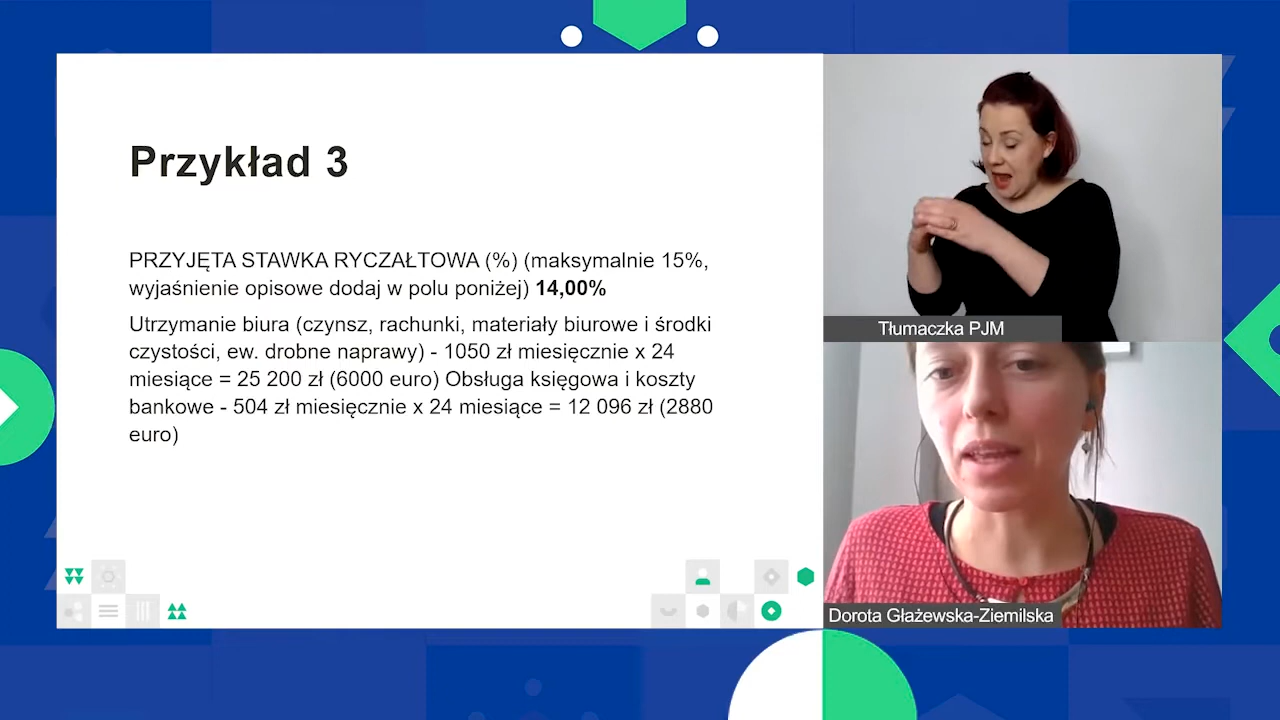 Przykład 3
PRZYJĘTA STAWKA RYCZAŁTOWA (%) (maksymalnie 15%,
wyjaśnienie opisowe dodaj w polu poniżej) 14,00%
Utrzymanie biura (czynsz, rachunki, materiały biurowe i środki
czystości, ew. drobne naprawy) - 1050 zł miesięcznie x 24
miesiące = 25 200 zł (6000 euro) Obsługa księgowa i koszty
bankowe - 504 zł miesięcznie x 24 miesiące = 12 096 zł (2880
euro)
Tłumaczka PJM
Dorota Głażewska-Ziemilska